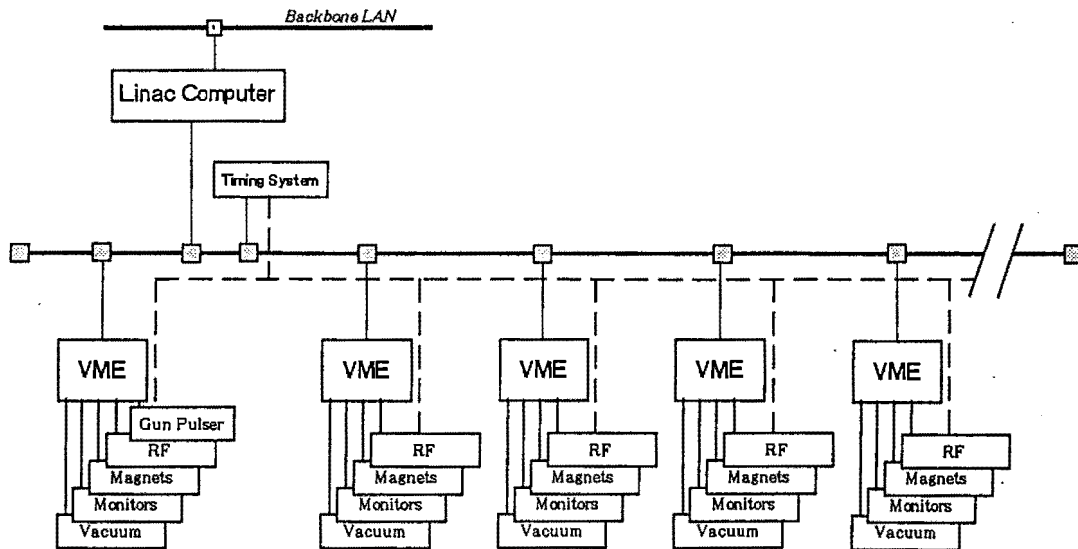 Backbone LAN
Linac Computer
Timing System
VME
VME
VME
VME
VME
Gun Pulser
RF
Magnets
Monitors
Vacuum
RF
Magnets
Monitors
Vacuum
RF
Magnets
Monitors
Vacuum
RF
Magnets
Monitors
Vacuum
RF
Magnets
Monitors
Vacuum